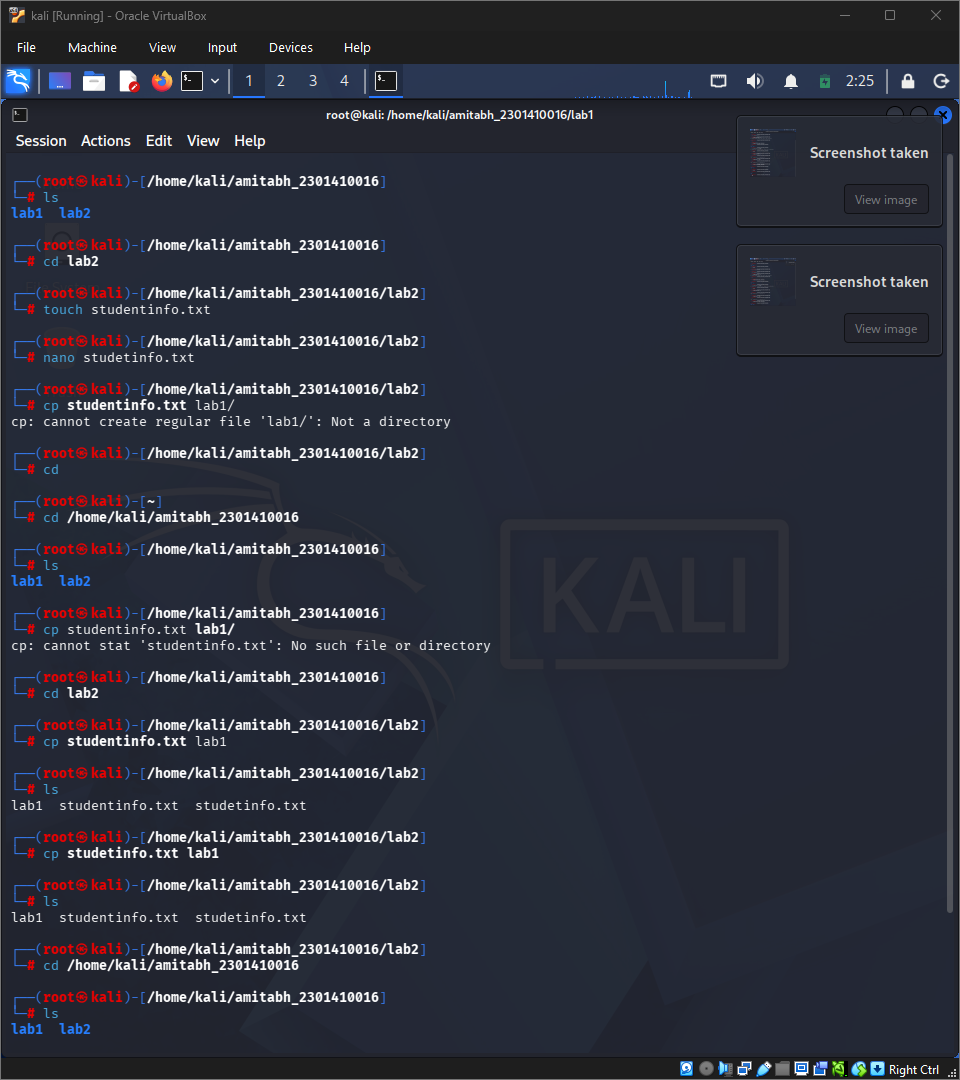 kali [Running] - Oracle VirtualBox
File Machine View Input Devices Help
1 2 3 4 2:25
root@kali: /home/kali/amitabh_2301410016/lab1
Session Actions Edit View Help
Screenshot taken
View image
Screenshot taken
View image
┌──(root㉿kali)-[/home/kali/amitabh_2301410016]
└─# ls
lab1 lab2
┌──(root㉿kali)-[/home/kali/amitabh_2301410016]
└─# cd lab2
┌──(root㉿kali)-[/home/kali/amitabh_2301410016/lab2]
└─# touch studentinfo.txt
┌──(root㉿kali)-[/home/kali/amitabh_2301410016/lab2]
└─# nano studetinfo.txt
┌──(root㉿kali)-[/home/kali/amitabh_2301410016/lab2]
└─# cp studentinfo.txt lab1/
cp: cannot create regular file 'lab1/': Not a directory
┌──(root㉿kali)-[/home/kali/amitabh_2301410016/lab2]
└─# cd
┌──(root㉿kali)-[~]
└─# cd /home/kali/amitabh_2301410016
┌──(root㉿kali)-[/home/kali/amitabh_2301410016]
└─# ls
lab1 lab2
┌──(root㉿kali)-[/home/kali/amitabh_2301410016]
└─# cp studentinfo.txt lab1/
cp: cannot stat 'studentinfo.txt': No such file or directory
┌──(root㉿kali)-[/home/kali/amitabh_2301410016]
└─# cd lab2
┌──(root㉿kali)-[/home/kali/amitabh_2301410016/lab2]
└─# cp studentinfo.txt lab1
┌──(root㉿kali)-[/home/kali/amitabh_2301410016/lab2]
└─# ls
lab1 studentinfo.txt studetinfo.txt
┌──(root㉿kali)-[/home/kali/amitabh_2301410016/lab2]
└─# cp studetinfo.txt lab1
┌──(root㉿kali)-[/home/kali/amitabh_2301410016/lab2]
└─# ls
lab1 studentinfo.txt studetinfo.txt
┌──(root㉿kali)-[/home/kali/amitabh_2301410016/lab2]
└─# cd /home/kali/amitabh_2301410016
┌──(root㉿kali)-[/home/kali/amitabh_2301410016]
└─# ls
lab1 lab2
KALI
Right Ctrl